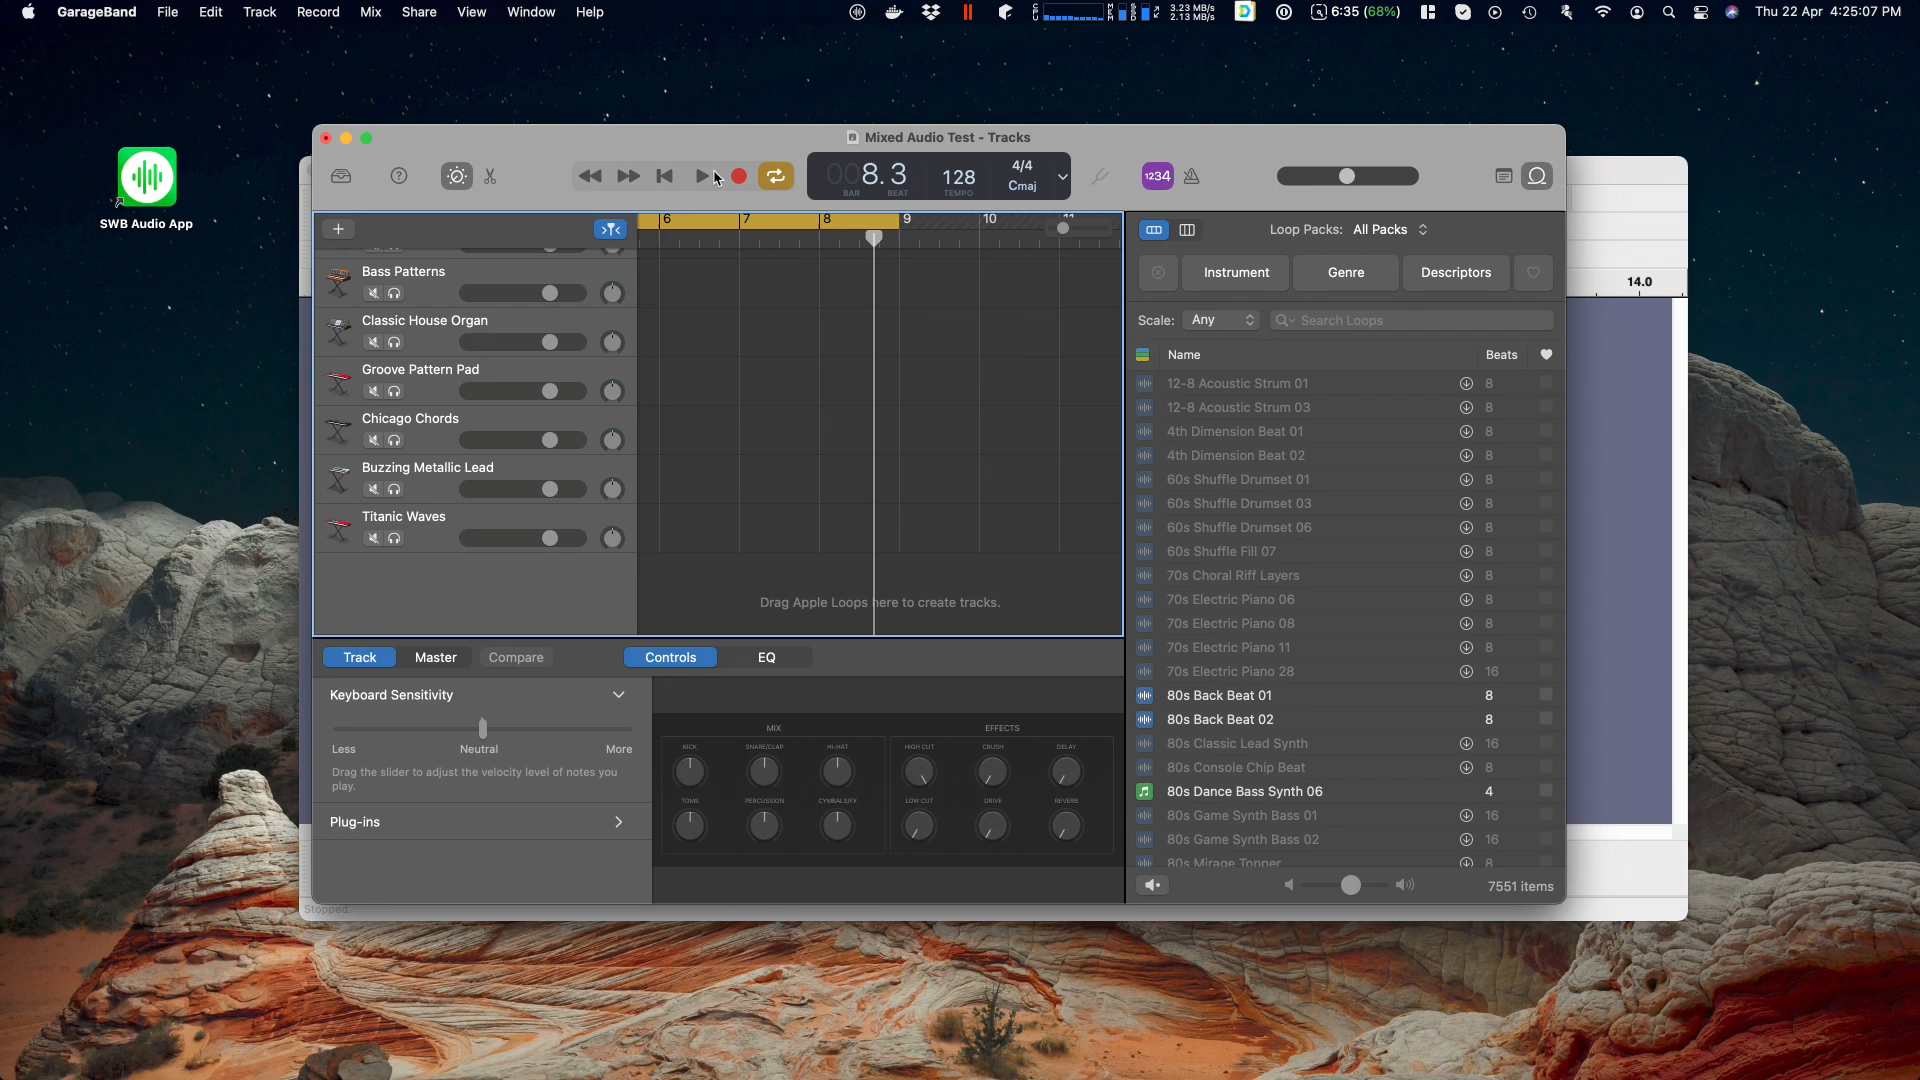 GarageBand File Edit Track Record Mix Share View Window Help
3.23 MB/s
2.13 MB/s
6:35 (68%)
Thu 22 Apr 4:25:07 PM
SWB Audio App
Mixed Audio Test - Tracks
008.3
BAR BEAT
128
TEMPO
4/4
Cmaj
1234
6 7 8 9 10 11
Bass Patterns
Classic House Organ
Groove Pattern Pad
Chicago Chords
Buzzing Metallic Lead
Titanic Waves
Drag Apple Loops here to create tracks.
Track Master Compare Controls EQ
Keyboard Sensitivity
Less Neutral More
Drag the slider to adjust the velocity level of notes you
play.
Plug-ins
MIX
KICK SNARE/CLAP HI-HAT
TOMS PERCUSSION CYMBALS/FX
EFFECTS
HIGH CUT CRUSH DELAY
LOW CUT DRIVE REVERB
Loop Packs: All Packs
Instrument Genre Descriptors
Scale: Any Search Loops
Name Beats
12-8 Acoustic Strum 01 8
12-8 Acoustic Strum 03 8
4th Dimension Beat 01 8
4th Dimension Beat 02 8
60s Shuffle Drumset 01 8
60s Shuffle Drumset 03 8
60s Shuffle Drumset 06 8
60s Shuffle Fill 07 8
70s Choral Riff Layers 8
70s Electric Piano 06 8
70s Electric Piano 08 8
70s Electric Piano 11 8
70s Electric Piano 28 16
80s Back Beat 01 8
80s Back Beat 02 8
80s Classic Lead Synth 16
80s Console Chip Beat 8
80s Dance Bass Synth 06 4
80s Game Synth Bass 01 16
80s Game Synth Bass 02 16
80s Mirage Topper 8
7551 items
14.0
Stopped.